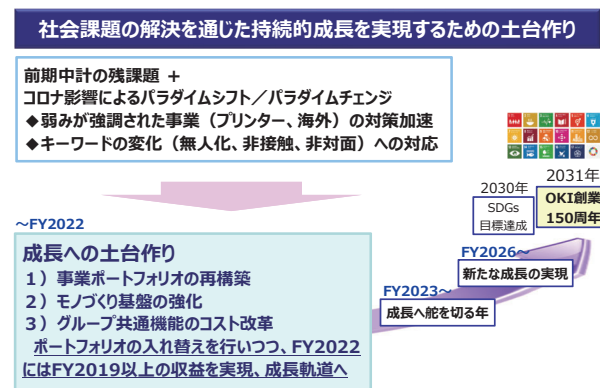 社会課題の解決を通じた持続的成長を実現するための土台作り
前期中計の残課題 +
コロナ影響によるパラダイムシフト／パラダイムチェンジ
◆弱みが強調された事業（プリンター、海外）の対策加速
◆キーワードの変化（無人化、非接触、非対面）への対応
2030年
SDGs
目標達成
2031年
OKI創業
150周年
～FY2022
成長への土台作り
１）事業ポートフォリオの再構築
２）モノづくり基盤の強化
３）グループ共通機能のコスト改革
ポートフォリオの入れ替えを行いつつ、FY2022
にはFY2019以上の収益を実現、成長軌道へ
FY2023～
成長へ舵を切る年
FY2026～
新たな成長の実現